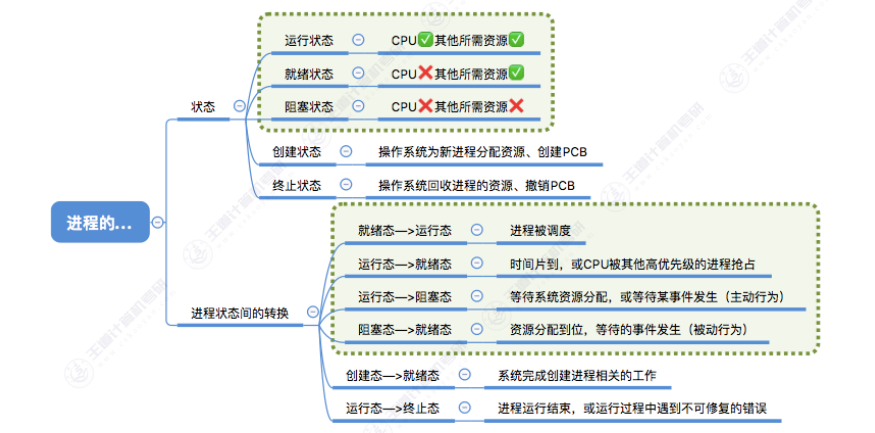 运行状态 CPU✅其他所需资源✅
就绪状态 CPU❌其他所需资源✅
状态
阻塞状态 CPU❌其他所需资源❌
创建状态 操作系统为新进程分配资源、创建PCB
终止状态 操作系统回收进程的资源、撤销PCB
进程的...
就绪态—>运行态 进程被调度
运行态—>就绪态 时间片到，或CPU被其他高优先级的进程抢占
运行态—>阻塞态 等待系统资源分配，或等待某事件发生（主动行为）
进程状态间的转换
阻塞态—>就绪态 资源分配到位，等待的事件发生（被动行为）
创建态—>就绪态 系统完成创建进程相关的工作
运行态—>终止态 进程运行结束，或运行过程中遇到不可修复的错误
王道计算机考研